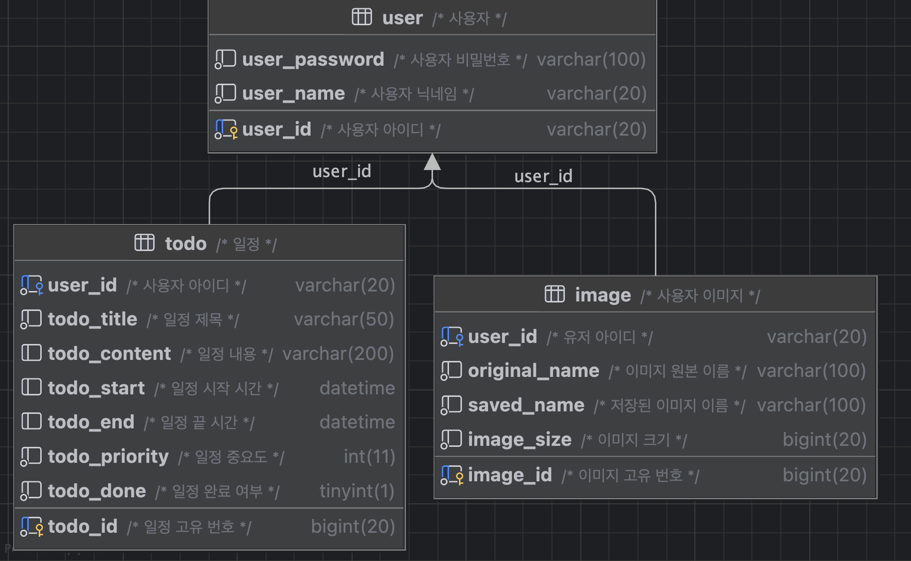 user /* 사용자 */
user_password /* 사용자 비밀번호 */ varchar(100)
user_name /* 사용자 닉네임 */ varchar(20)
user_id /* 사용자 아이디 */ varchar(20)
user_id
user_id
todo /* 일정 */
user_id /* 사용자 아이디 */ varchar(20)
todo_title /* 일정 제목 */ varchar(50)
todo_content /* 일정 내용 */ varchar(200)
todo_start /* 일정 시작 시간 */ datetime
todo_end /* 일정 끝 시간 */ datetime
todo_priority /* 일정 중요도 */ int(11)
todo_done /* 일정 완료 여부 */ tinyint(1)
todo_id /* 일정 고유 번호 */ bigint(20)
image /* 사용자 이미지 */
user_id /* 유저 아이디 */ varchar(20)
original_name /* 이미지 원본 이름 */ varchar(100)
saved_name /* 저장된 이미지 이름 */ varchar(100)
image_size /* 이미지 크기 */ bigint(20)
image_id /* 이미지 고유 번호 */ bigint(20)